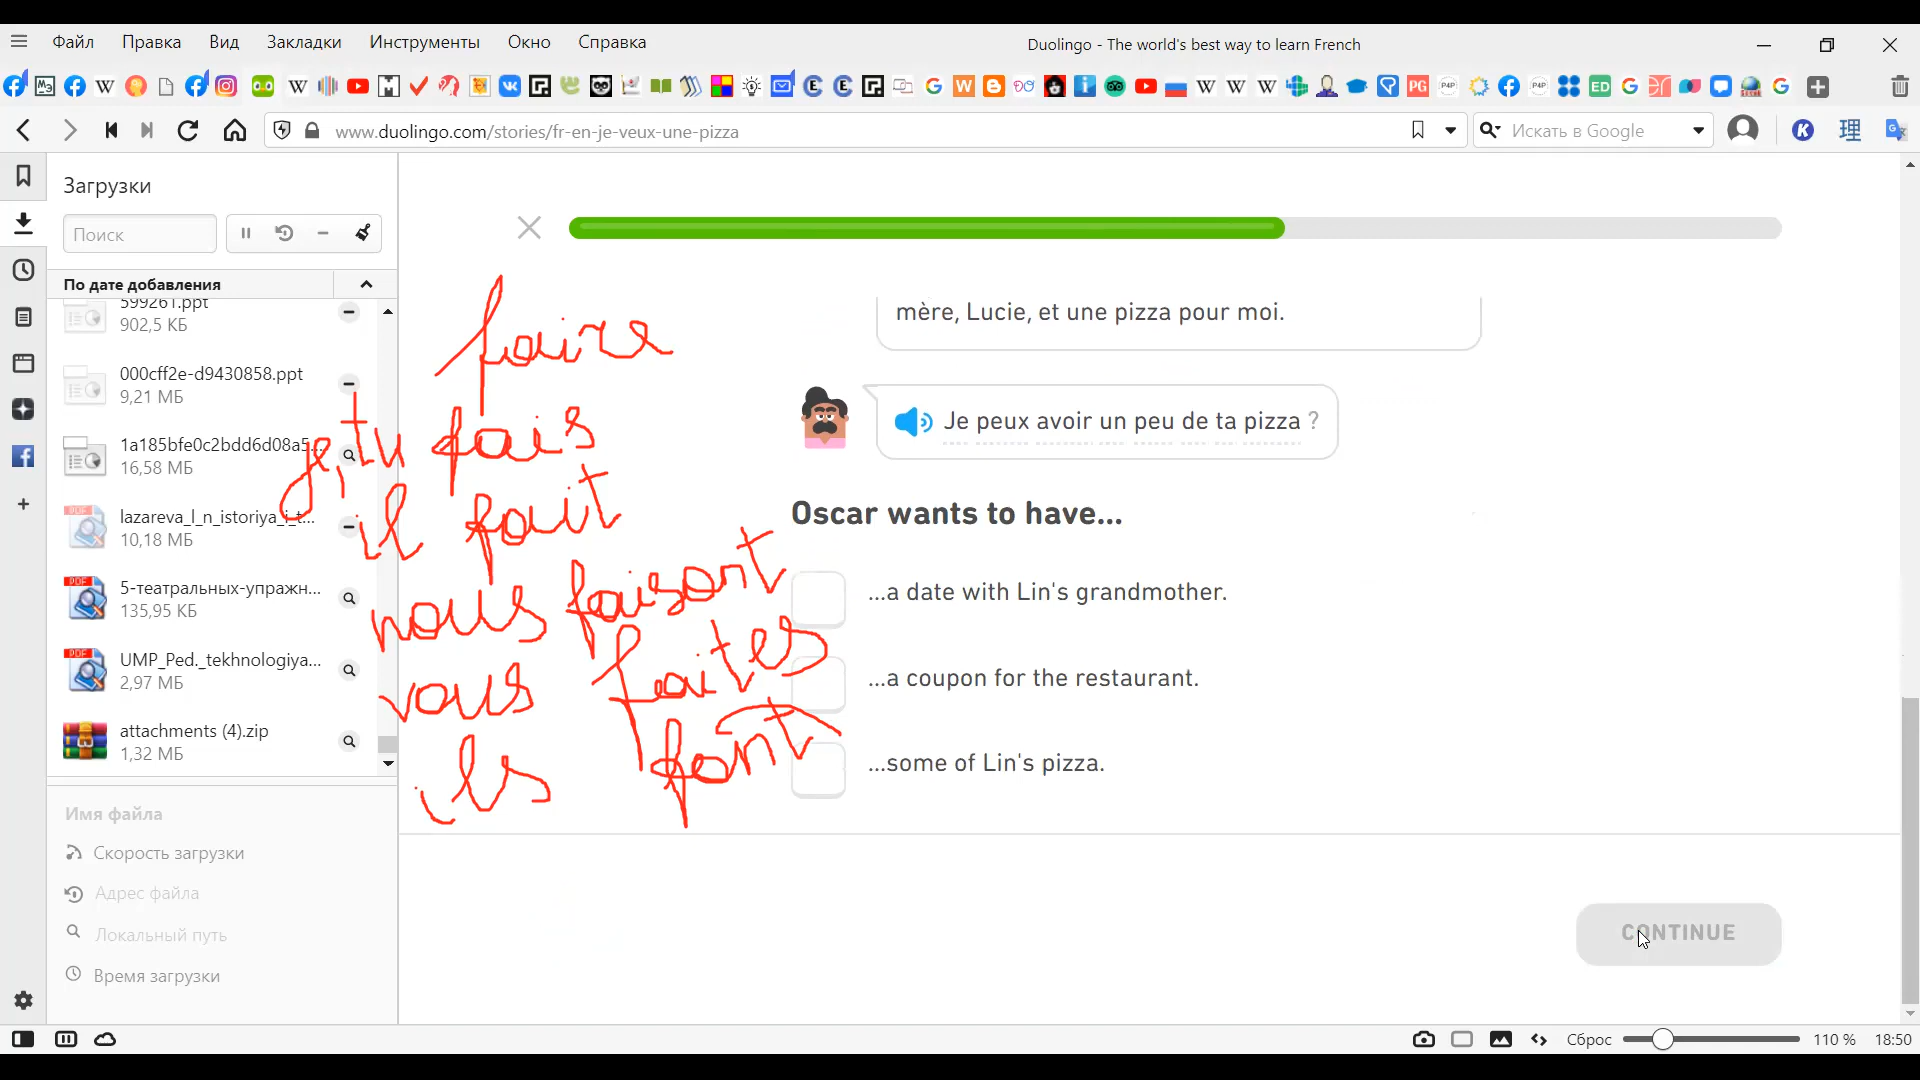 Файл Правка Вид Закладки Инструменты Окно Справка
Duolingo - The world's best way to learn French
www.duolingo.com/stories/fr-en-je-veux-une-pizza
Искать в Google
Загрузки
Поиск
По дате добавления
599261.ppt
902,5 КБ
000cff2e-d9430858.ppt
9,21 МБ
1a185bfe0c2bdd6d08a5...
16,58 МБ
lazareva_l_n_istoriya_i_t...
10,18 МБ
5-театральных-упражн...
135,95 КБ
UMP_Ped._tekhnologiya...
2,97 МБ
attachments (4).zip
1,32 МБ
Имя файла
Скорость загрузки
Адрес файла
Локальный путь
Время загрузки
faire
je, tu fais
il fait
nous faisont
vous faites
ils font
mère, Lucie, et une pizza pour moi.
Je peux avoir un peu de ta pizza ?
Oscar wants to have...
...a date with Lin's grandmother.
...a coupon for the restaurant.
...some of Lin's pizza.
CONTINUE
Сброс 110 % 18:50